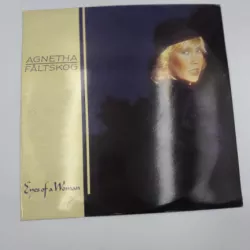 AGNETHA
FÄLTSKOG
Eyes of a Woman